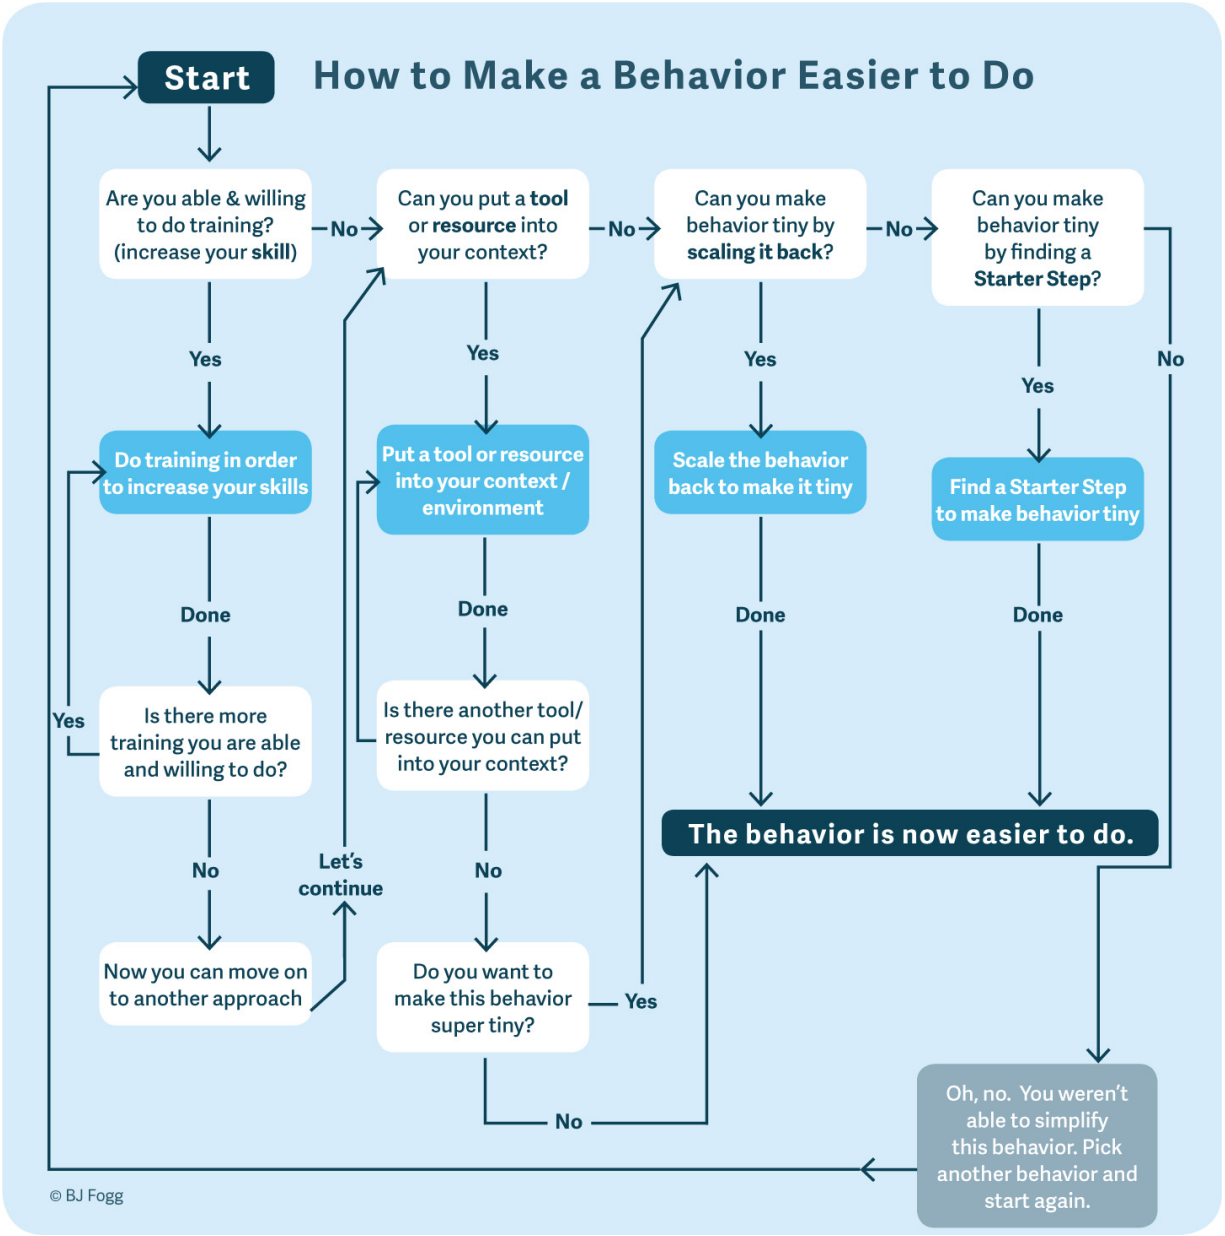 Start
How to Make a Behavior Easier to Do
Are you able & willing
to do training?
(increase your skill)
No
Can you put a tool
or resource into
your context?
No
Can you make
behavior tiny by
scaling it back?
No
Can you make
behavior tiny
by finding a
Starter Step?
Yes
Yes
Yes
Yes
No
Do training in order
to increase your skills
Put a tool or resource
into your context /
environment
Scale the behavior
back to make it tiny
Find a Starter Step
to make behavior tiny
Done
Done
Done
Done
Yes
Is there more
training you are able
and willing to do?
Is there another tool/
resource you can put
into your context?
The behavior is now easier to do.
No
Let's
continue
No
Now you can move on
to another approach
Do you want to
make this behavior
super tiny?
Yes
No
Oh, no. You weren't
able to simplify
this behavior. Pick
another behavior and
start again.
© BJ Fogg